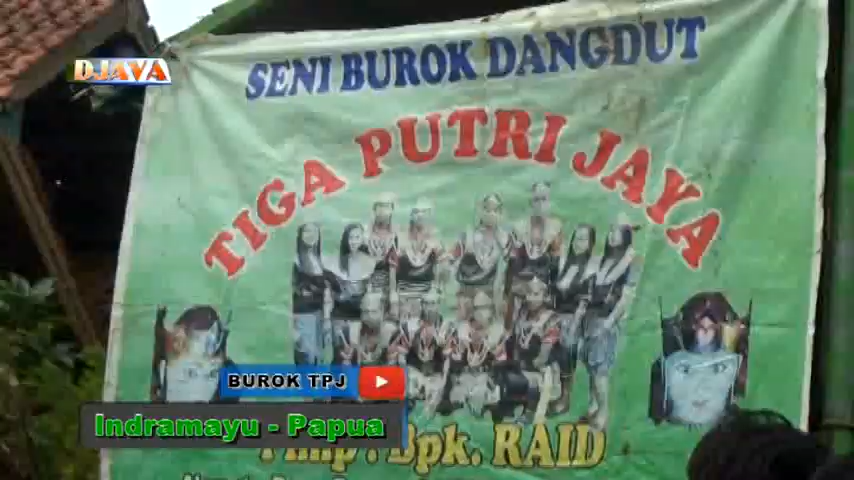 DJAVA
SENI BUROK DANGDUT
TIGA PUTRI JAYA
BUROK TPJ
Indramayu - Papua
Bpk. RAID